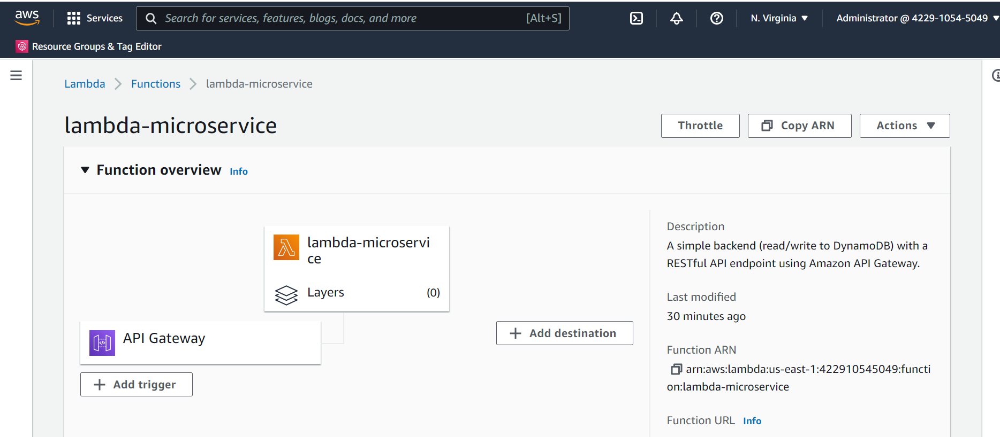 aws
Services
Search for services, features, blogs, docs, and more
[Alt+S]
N. Virginia
Administrator @ 4229-1054-5049
Resource Groups & Tag Editor
Lambda
Functions
lambda-microservice
lambda-microservice
Throttle
Copy ARN
Actions
Function overview
Info
lambda-microservi
ce
Layers
(0)
API Gateway
Add trigger
Add destination
Description
A simple backend (read/write to DynamoDB) with a
RESTful API endpoint using Amazon API Gateway.
Last modified
30 minutes ago
Function ARN
arn:aws:lambda:us-east-1:422910545049:functi
on:lambda-microservice
Function URL
Info